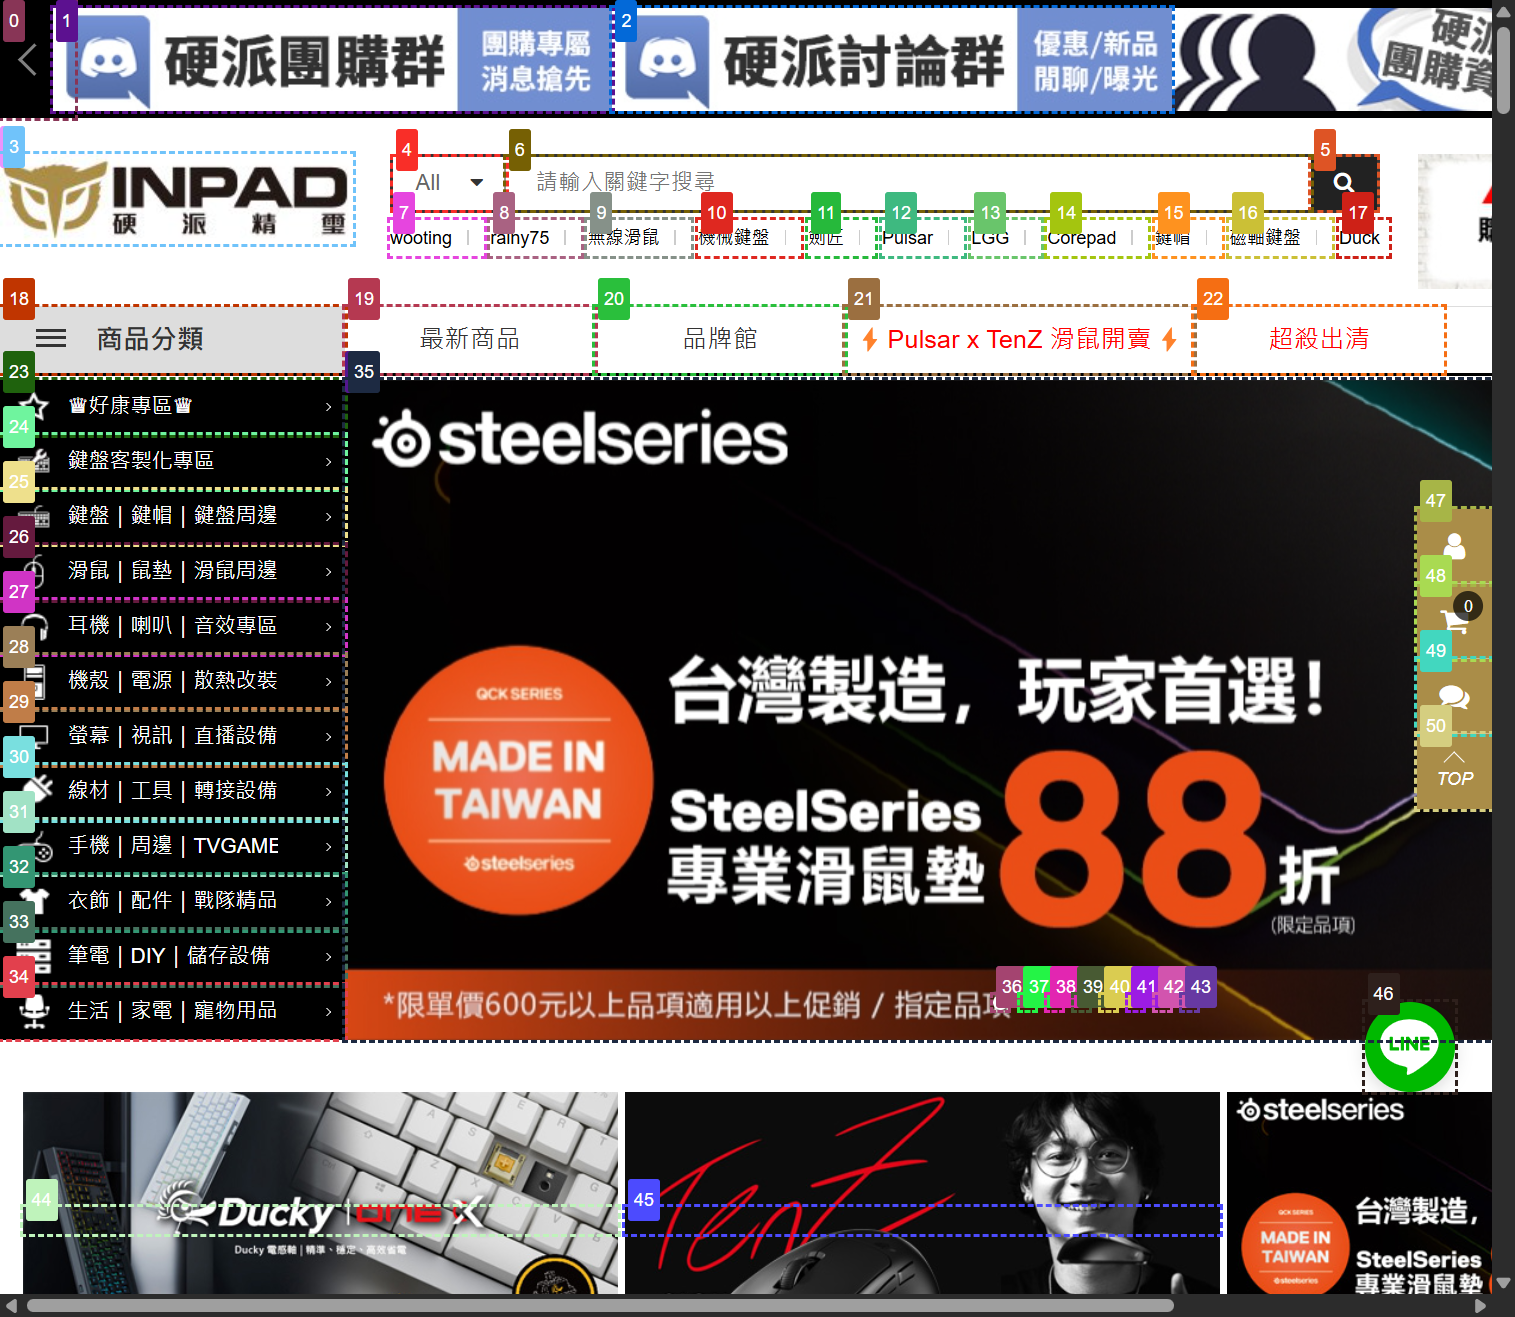 0
1
2
硬派團購群
團購專屬
消息搶先
硬派討論群
優惠/新品
閒聊/曝光
硬派
團購資
3
INPAD
硬派精璽
4
All
6
請輸入關鍵字搜尋
5
7
wooting
8
rainy75
9
無線滑鼠
10
機械鍵盤
11
劍匠
12
Pulsar
13
LGG
14
Corepad
15
鍵帽
16
磁軸鍵盤
17
Duck
購
18
商品分類
19
最新商品
20
品牌館
21
Pulsar x TenZ 滑鼠開賣
22
超殺出清
23
♛好康專區♛
24
鍵盤客製化專區
25
鍵盤 | 鍵帽 | 鍵盤周邊
26
滑鼠 | 鼠墊 | 滑鼠周邊
27
耳機 | 喇叭 | 音效專區
28
機殼 | 電源 | 散熱改裝
29
螢幕 | 視訊 | 直播設備
30
線材 | 工具 | 轉接設備
31
手機 | 周邊 | TVGAME
32
衣飾 | 配件 | 戰隊精品
33
筆電 | DIY | 儲存設備
34
生活 | 家電 | 寵物用品
35
steelseries
QCK SERIES
MADE IN
TAIWAN
steelseries
台灣製造，玩家首選！
SteelSeries
專業滑鼠墊
88折
(限定品項)
*限單價600元以上品項適用以上促銷 / 指定品項
36
37
38
39
40
41
42
43
47
48
0
49
50
TOP
46
LINE
44
Ducky
one X
Ducky 電感軸 | 精準、穩定、高效省電
45
TenZ
steelseries
QCK SERIES
MADE IN
TAIWAN
steelseries
台灣製造，
SteelSeries
專業滑鼠墊